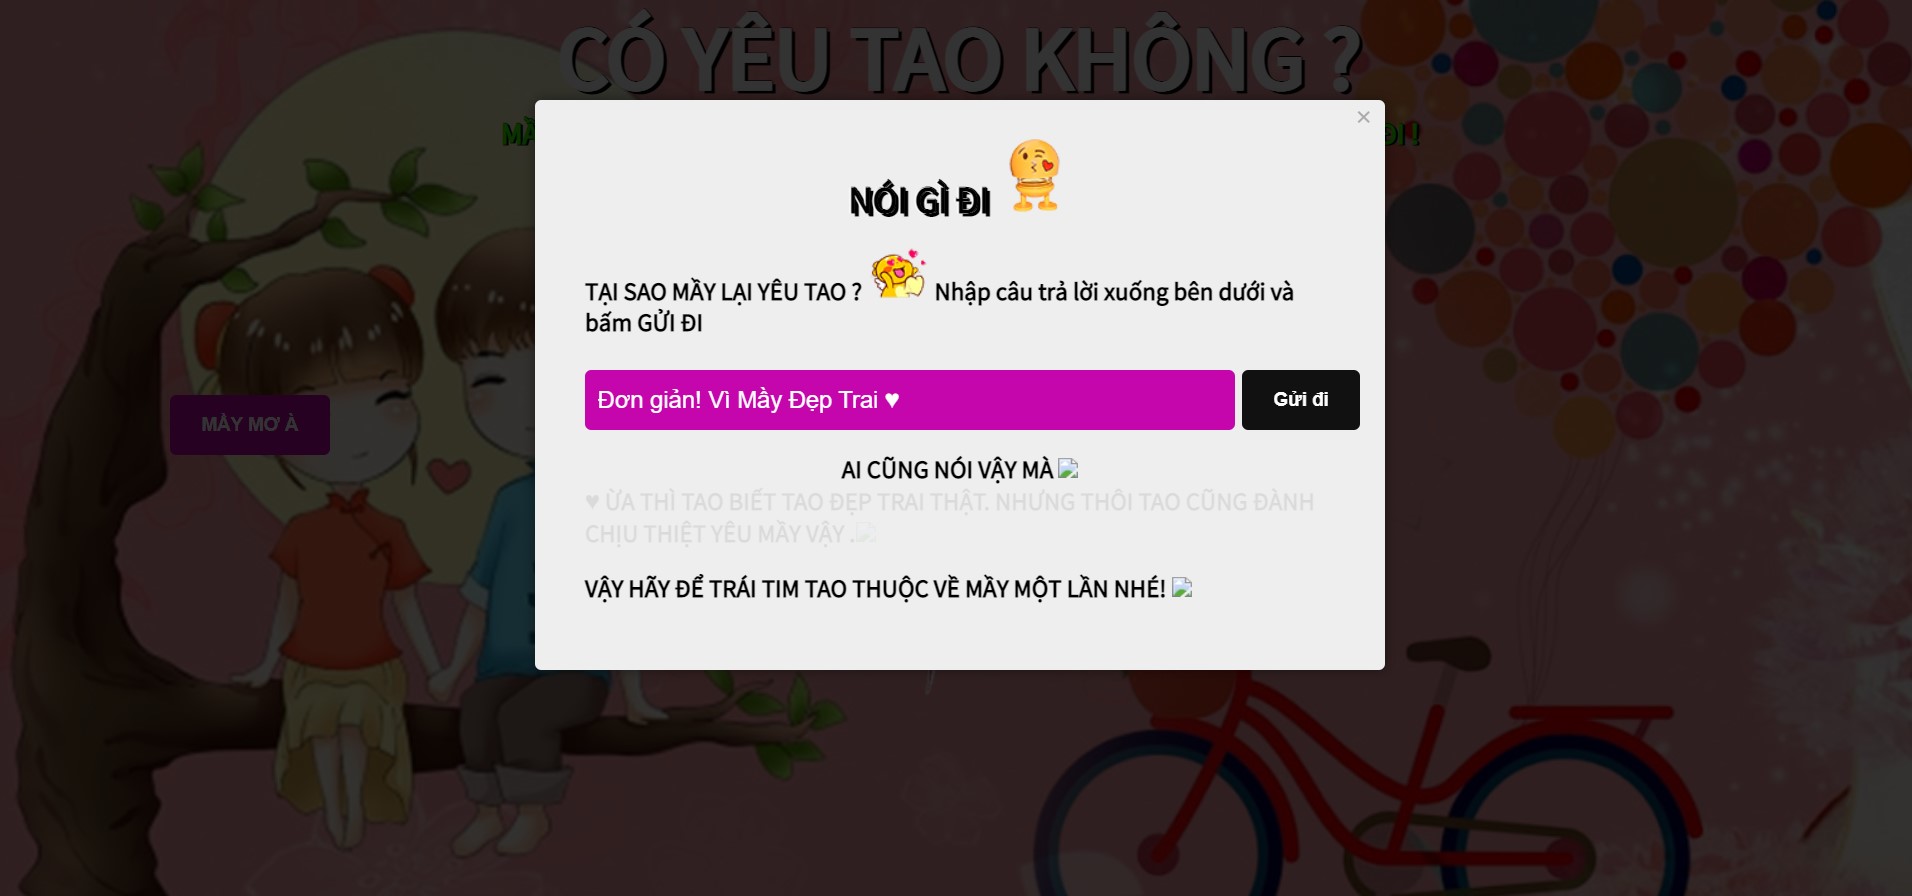 CÓ YÊU TAO KHÔNG ?
ĐI !
×
NÓI GÌ ĐI
TẠI SAO MẦY LẠI YÊU TAO ? Nhập câu trả lời xuống bên dưới và
bấm GỬI ĐI
Đơn giản! Vì Mầy Đẹp Trai ♥
Gửi đi
MẦY MƠ À
AI CŨNG NÓI VẬY MÀ
♥ ỪA THÌ TAO BIẾT TAO ĐẸP TRAI THẬT. NHƯNG THÔI TAO CŨNG ĐÀNH
CHỊU THIỆT YÊU MẦY VẬY .
VẬY HÃY ĐỂ TRÁI TIM TAO THUỘC VỀ MẦY MỘT LẦN NHÉ!